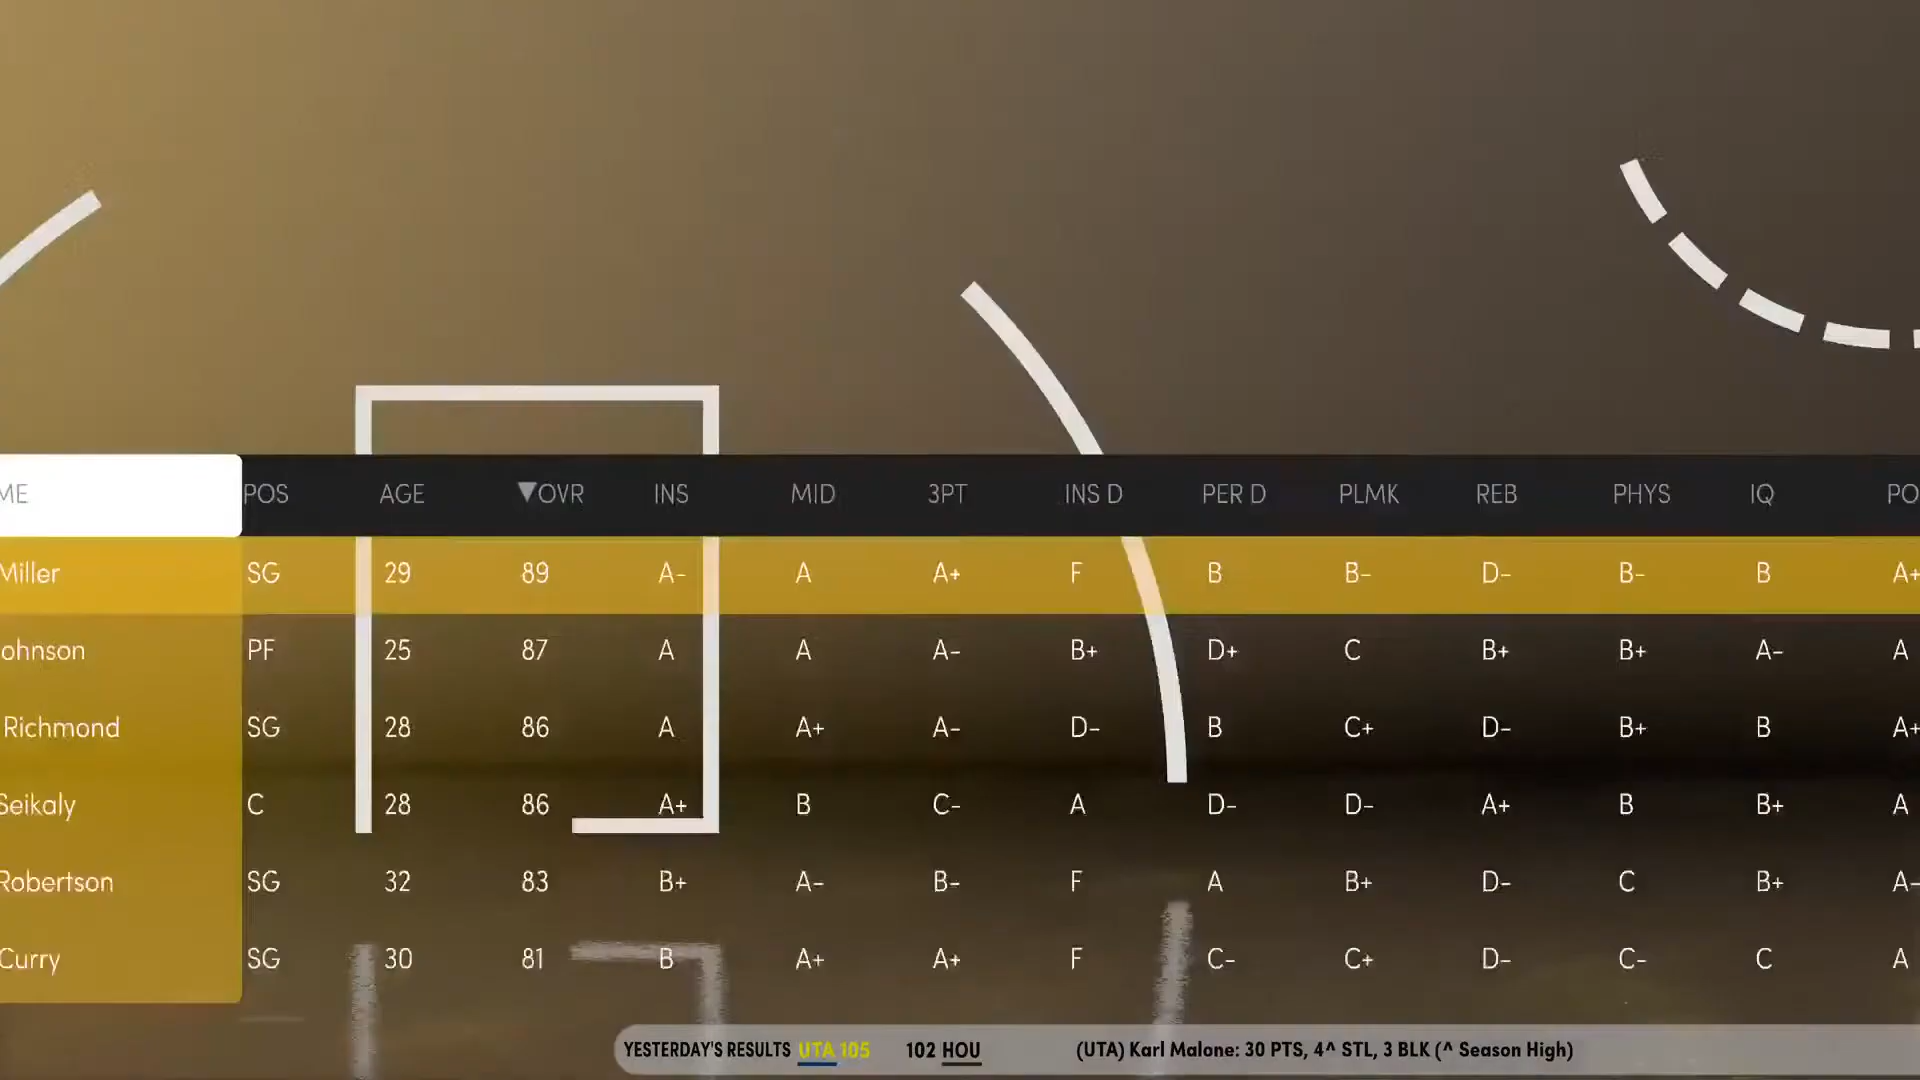 ME POS AGE ▼OVR INS MID 3PT INS D PER D PLMK REB PHYS IQ PO
Miller SG 29 89 A- A A+ F B B- D- B- B A+
ohnson PF 25 87 A A A- B+ D+ C B+ B+ A- A
Richmond SG 28 86 A A+ A- D- B C+ D- B+ B A+
Seikaly C 28 86 A+ B C- A D- D- A+ B B+ A
Robertson SG 32 83 B+ A- B- F A B+ D- C B+ A-
Curry SG 30 81 B A+ A+ F C- C+ D- C- C A
YESTERDAY'S RESULTS UTA 105 102 HOU (UTA) Karl Malone: 30 PTS, 4^ STL, 3 BLK (^ Season High)